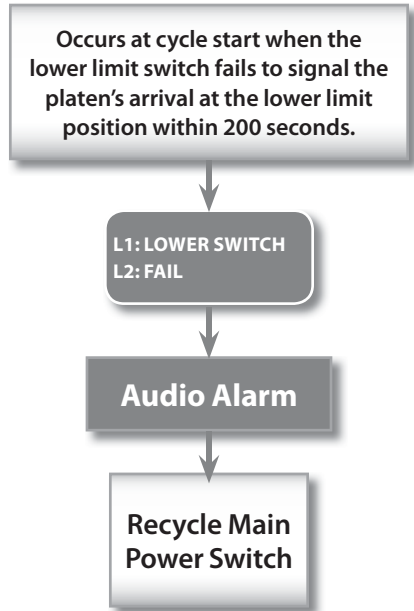 Occurs at cycle start when the
lower limit switch fails to signal the
platen's arrival at the lower limit
position within 200 seconds.
L1: LOWER SWITCH
L2: FAIL
Audio Alarm
Recycle Main
Power Switch